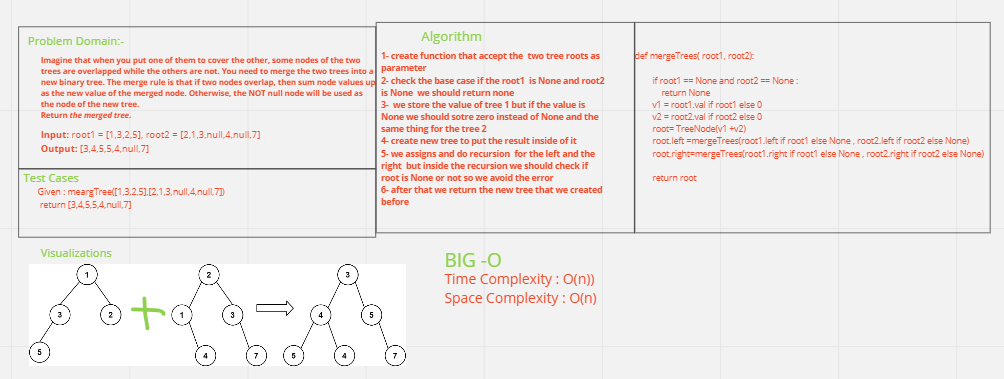 Problem Domain:-
Imagine that when you put one of them to cover the other, some nodes of the two
trees are overlapped while the others are not. You need to merge the two trees into a
new binary tree. The merge rule is that if two nodes overlap, then sum node values up
as the new value of the merged node. Otherwise, the NOT null node will be used as
the node of the new tree.
Return the merged tree.
Input: root1 = [1,3,2,5], root2 = [2,1,3,null,4,null,7]
Output: [3,4,5,5,4,null,7]
Test Cases
Given : meargTree([1,3,2,5].[2,1,3,null,4,null,7])
return [3,4,5,5,4,null,7]
Algorithm
1- create function that accept the  two tree roots as
parameter
2- check the base case if the root1  is None and root2
is None  we should return none
3-  we store the value of tree 1 but if the value is
None we should sotre zero instead of None and the
same thing for the tree 2
4- create new tree to put the result inside of it
5- we assigns and do recursion  for the left and the
right  but inside the recursion we should check if
root is None or not so we avoid the error
6- after that we return the new tree that we created
before
def mergeTrees( root1, root2):
if root1 == None and root2 == None :
return None
v1 = root1.val if root1 else 0
v2 = root2.val if root2 else 0
root= TreeNode(v1 +v2)
root.left =mergeTrees(root1.left if root1 else None , root2.left if root2 else None)
root.right=mergeTrees(root1.right if root1 else None , root2.right if root2 else None)
return root
Visualizations
1
3 2
5
+
2
1 3
4 7
3
4 5
5 4 7
BIG -O
Time Complexity : O(n))
Space Complexity : O(n)